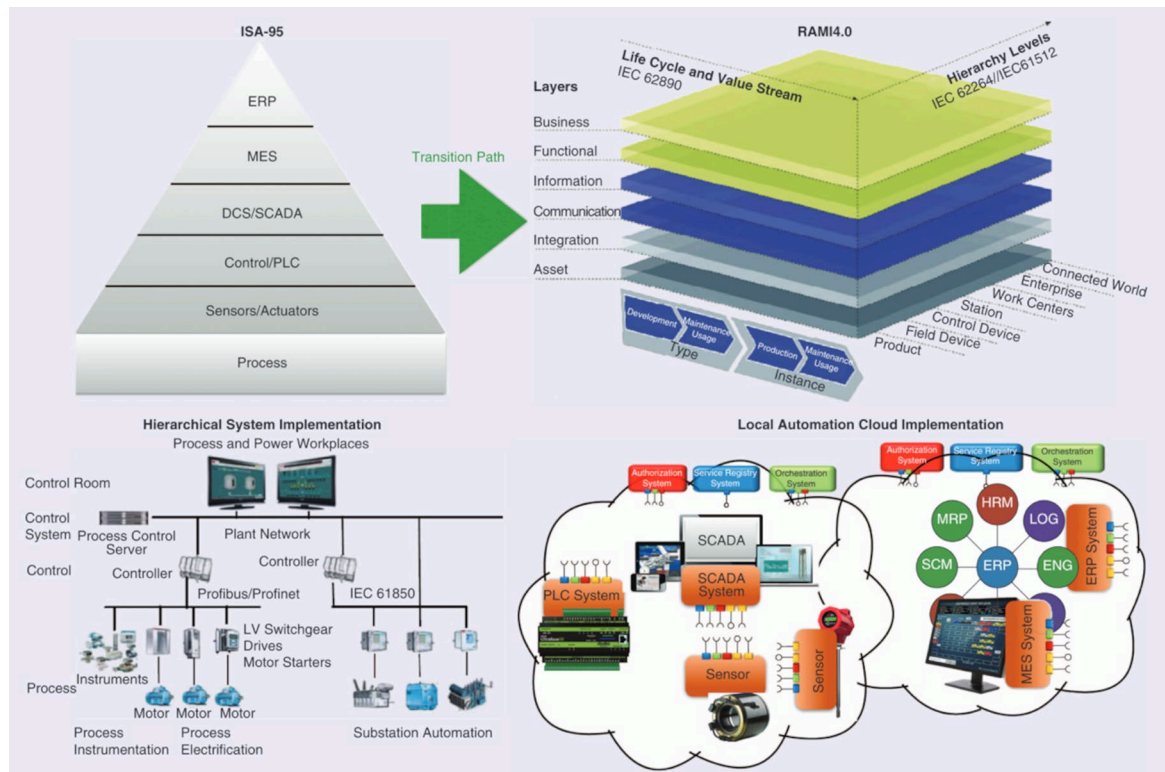 ISA-95
ERP
MES
DCS/SCADA
Control/PLC
Sensors/Actuators
Process
Transition Path
RAMI4.0
Life Cycle and Value Stream
IEC 62890
Hierarchy Levels
IEC 62264//IEC61512
Layers
Business
Functional
Information
Communication
Integration
Asset
Connected World
Enterprise
Work Centers
Station
Control Device
Field Device
Product
Development
Maintenance
Usage
Type
Production
Maintenance
Usage
Instance
Hierarchical System Implementation
Process and Power Workplaces
Control Room
Control
System
Process Control
Server
Plant Network
Control
Controller
Controller
Profibus/Profinet
IEC 61850
LV Switchgear
Drives
Motor Starters
Instruments
Process
Motor
Motor
Motor
Process
Instrumentation
Process
Electrification
Substation Automation
Local Automation Cloud Implementation
Authorization
System
Service Registry
System
Orchestration
System
SCADA
SCADA
System
PLC System
Sensor
Sensor
Authorization
System
Service Registry
System
Orchestration
System
HRM
MRP
LOG
SCM
ERP
ENG
ERP System
MES System